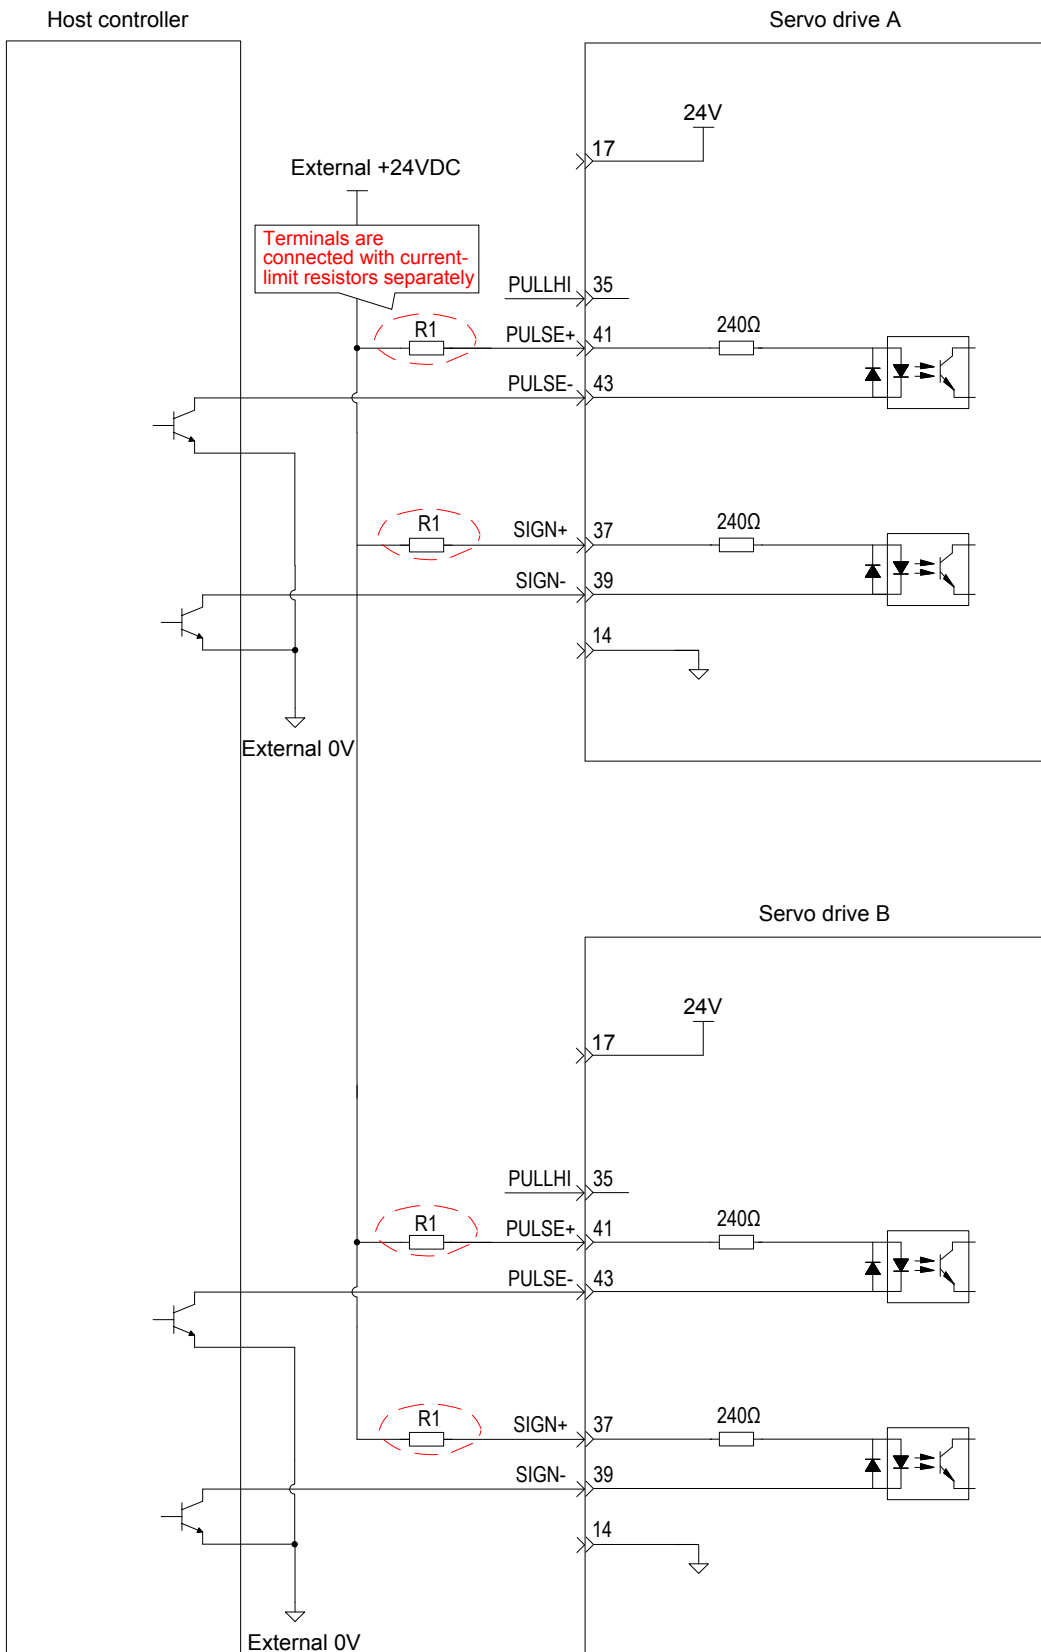 Host controller
Servo drive A
24V
17
External +24VDC
Terminals are
connected with current-
limit resistors separately
PULLHI
35
R1
PULSE+
41
240Ω
PULSE-
43
R1
SIGN+
37
240Ω
SIGN-
39
14
External 0V
Servo drive B
24V
17
PULLHI
35
R1
PULSE+
41
240Ω
PULSE-
43
R1
SIGN+
37
240Ω
SIGN-
39
14
External 0V